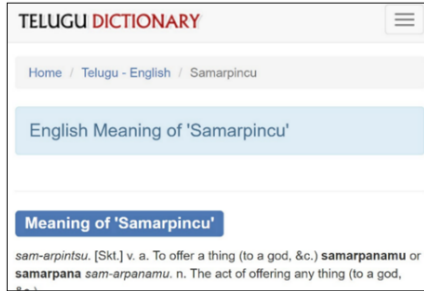 TELUGU DICTIONARY
Home / Telugu - English / Samarpincu
English Meaning of 'Samarpincu'
Meaning of 'Samarpincu'
sam-arpintsu. [Skt.] v. a. To offer a thing (to a god, &c.) samarpanamu or
samarpana sam-arpanamu. n. The act of offering any thing (to a god,